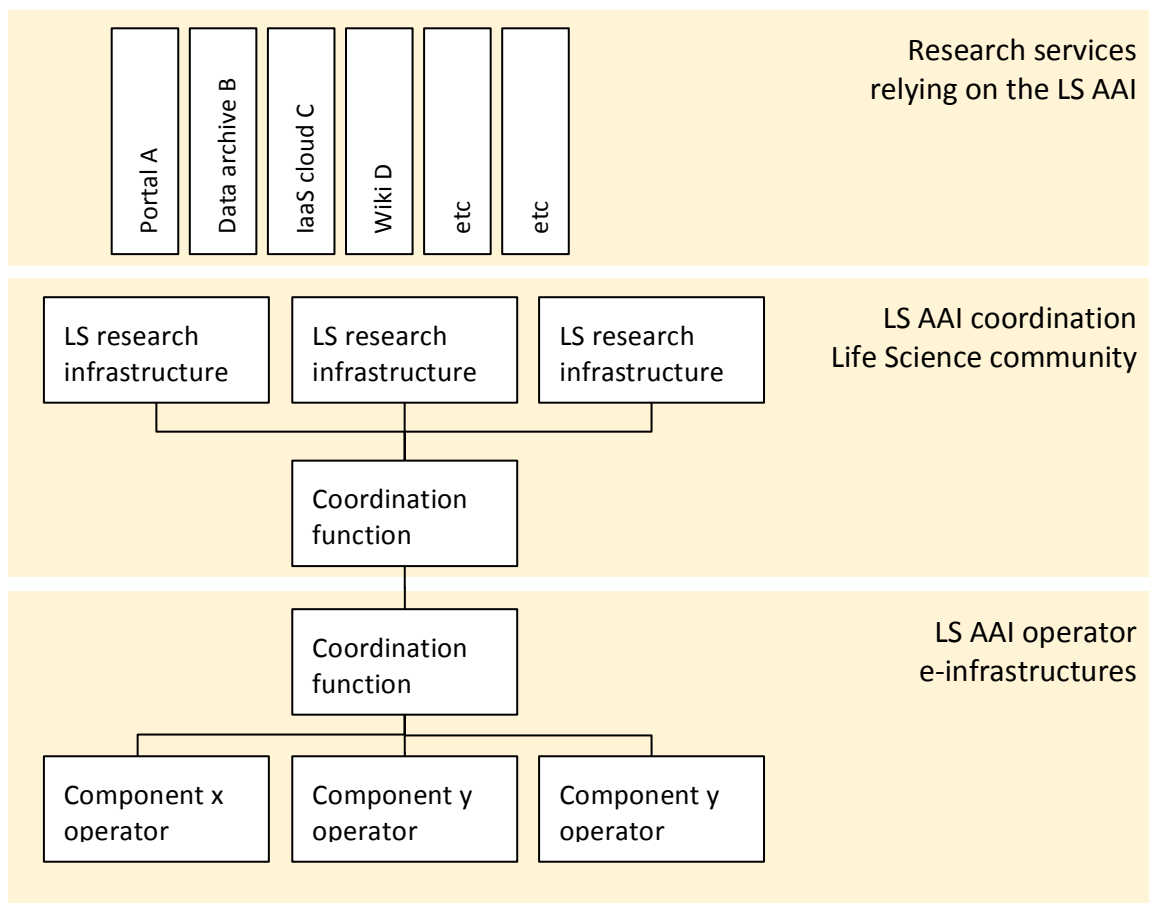 Research services
relying on the LS AAI
Portal A
Data archive B
IaaS cloud C
Wiki D
etc
etc
LS AAI coordination
Life Science community
LS research
infrastructure
LS research
infrastructure
LS research
infrastructure
Coordination
function
LS AAI operator
e-infrastructures
Coordination
function
Component x
operator
Component y
operator
Component y
operator